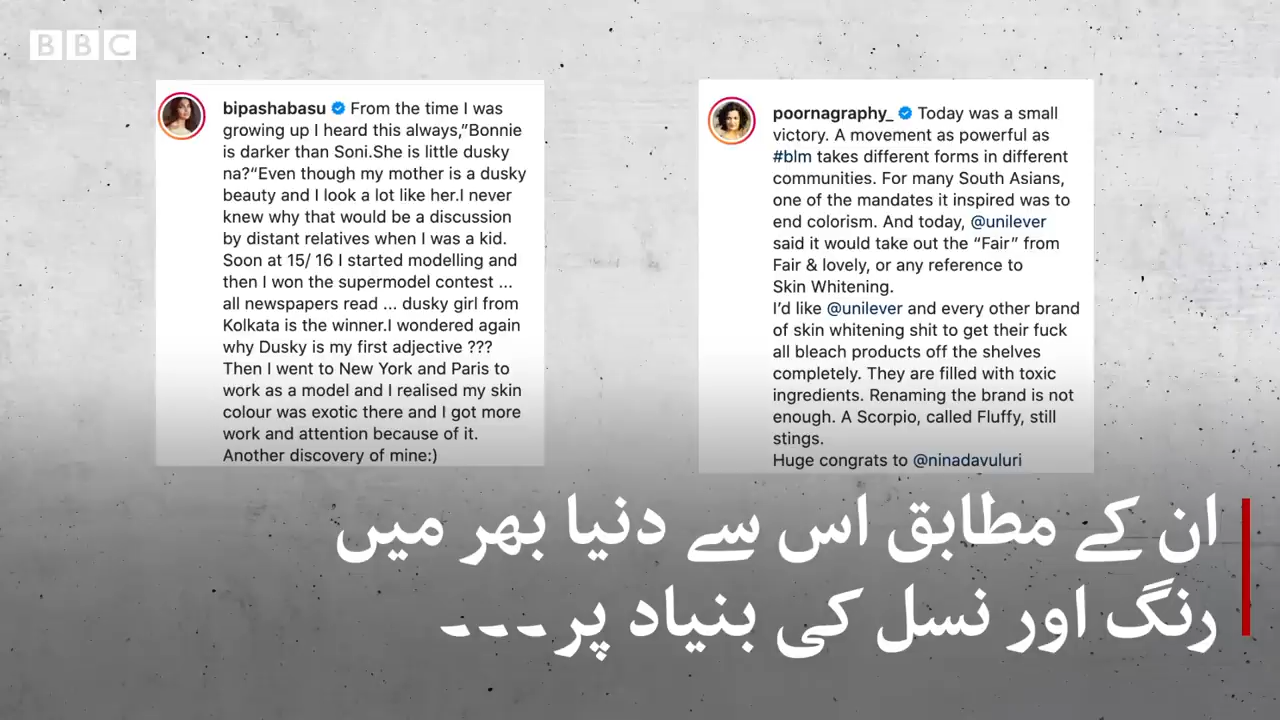 BBC
bipashabasu From the time I was
growing up I heard this always,”Bonnie
is darker than Soni.She is little dusky
na?“Even though my mother is a dusky
beauty and I look a lot like her.I never
knew why that would be a discussion
by distant relatives when I was a kid.
Soon at 15/ 16 I started modelling and
then I won the supermodel contest ...
all newspapers read ... dusky girl from
Kolkata is the winner.I wondered again
why Dusky is my first adjective ???
Then I went to New York and Paris to
work as a model and I realised my skin
colour was exotic there and I got more
work and attention because of it.
Another discovery of mine:)
poornagraphy_ Today was a small
victory. A movement as powerful as
#blm takes different forms in different
communities. For many South Asians,
one of the mandates it inspired was to
end colorism. And today, @unilever
said it would take out the “Fair” from
Fair & lovely, or any reference to
Skin Whitening.
I’d like @unilever and every other brand
of skin whitening shit to get their fuck
all bleach products off the shelves
completely. They are filled with toxic
ingredients. Renaming the brand is not
enough. A Scorpio, called Fluffy, still
stings.
Huge congrats to @ninadavuluri
ان کے مطابق اس سے دنیا بھر میں
رنگ اور نسل کی بنیاد پر۔۔۔